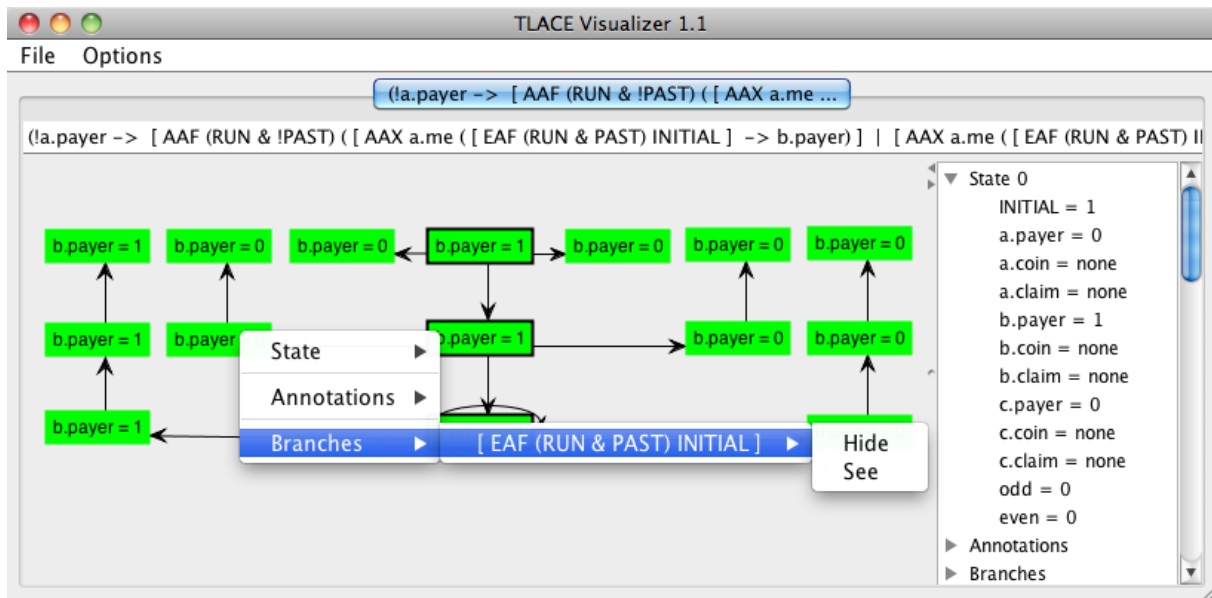 TLACE Visualizer 1.1
File Options
(!a.payer -> [ AAF (RUN & !PAST) ( [ AAX a.me ...
(!a.payer -> [ AAF (RUN & !PAST) ( [ AAX a.me ( [ EAF (RUN & PAST) INITIAL ] -> b.payer) ] | [ AAX a.me ( [ EAF (RUN & PAST) II
b.payer = 1 b.payer = 0 b.payer = 0 b.payer = 1 b.payer = 0 b.payer = 0 b.payer = 0
b.payer = 1 b.payer b.payer = 1 b.payer = 0 b.payer = 0
b.payer = 1
State
Annotations
Branches [ EAF (RUN & PAST) INITIAL ] Hide
See
State 0
INITIAL = 1
a.payer = 0
a.coin = none
a.claim = none
b.payer = 1
b.coin = none
b.claim = none
c.payer = 0
c.coin = none
c.claim = none
odd = 0
even = 0
Annotations
Branches